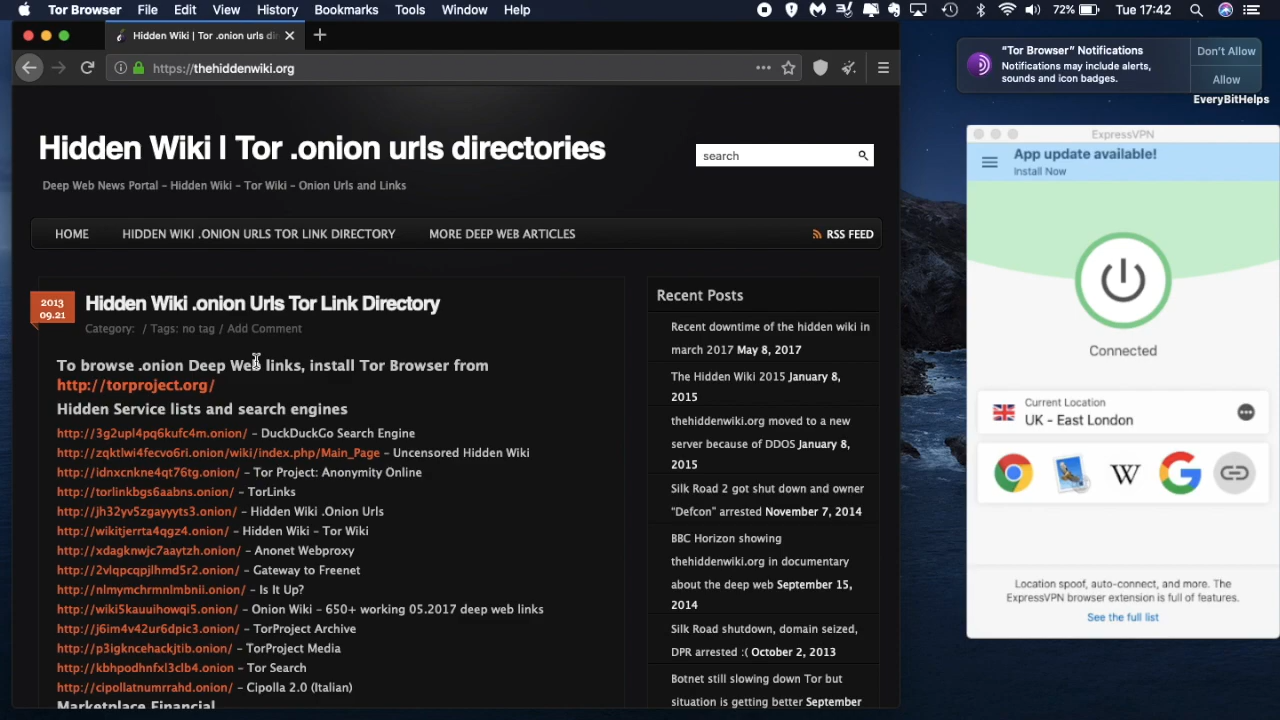 Tor Browser File Edit View History Bookmarks Tools Window Help 72% Tue 17:42
Hidden Wiki | Tor .onion urls di
https://thehiddenwiki.org
"Tor Browser" Notifications
Notifications may include alerts,
sounds and icon badges.
Don't Allow
Allow
EveryBitHelps
Hidden Wiki | Tor .onion urls directories
search
Deep Web News Portal – Hidden Wiki – Tor Wiki – Onion Urls and Links
HOME HIDDEN WIKI .ONION URLS TOR LINK DIRECTORY MORE DEEP WEB ARTICLES RSS FEED
2013
09.21
Hidden Wiki .onion Urls Tor Link Directory
Category: / Tags: no tag / Add Comment
To browse .onion Deep Web links, install Tor Browser from
http://torproject.org/
Hidden Service lists and search engines
http://3g2upl4pq6kufc4m.onion/ – DuckDuckGo Search Engine
http://zqktlwi4fecvo6ri.onion/wiki/index.php/Main_Page – Uncensored Hidden Wiki
http://idnxcnkne4qt76tg.onion/ – Tor Project: Anonymity Online
http://torlinkbgs6aabns.onion/ – TorLinks
http://jh32yv5zgayyyts3.onion/ – Hidden Wiki .Onion Urls
http://wikitjerrta4qgz4.onion/ – Hidden Wiki – Tor Wiki
http://xdagknwjc7aaytzh.onion/ – Anonet Webproxy
http://2vlqpcqpjlhmd5r2.onion/ – Gateway to Freenet
http://nlmymchrmnlmbnii.onion/ – Is It Up?
http://wiki5kauuihowqi5.onion/ – Onion Wiki – 650+ working 05.2017 deep web links
http://j6im4v42ur6dpic3.onion/ – TorProject Archive
http://p3igkncehackjtib.onion/ – TorProject Media
http://kbhpodhnfxl3clb4.onion – Tor Search
http://cipollatnumrrahd.onion/ – Cipolla 2.0 (Italian)
Marketplace Financial
Recent Posts
Recent downtime of the hidden wiki in
march 2017 May 8, 2017
The Hidden Wiki 2015 January 8,
2015
thehiddenwiki.org moved to a new
server because of DDOS January 8,
2015
Silk Road 2 got shut down and owner
"Defcon" arrested November 7, 2014
BBC Horizon showing
thehiddenwiki.org in documentary
about the deep web September 15,
2014
Silk Road shutdown, domain seized,
DPR arrested :( October 2, 2013
Botnet still slowing down Tor but
situation is getting better September
ExpressVPN
App update available!
Install Now
Connected
Current Location
UK - East London
W
G
Location spoof, auto-connect, and more. The
ExpressVPN browser extension is full of features.
See the full list